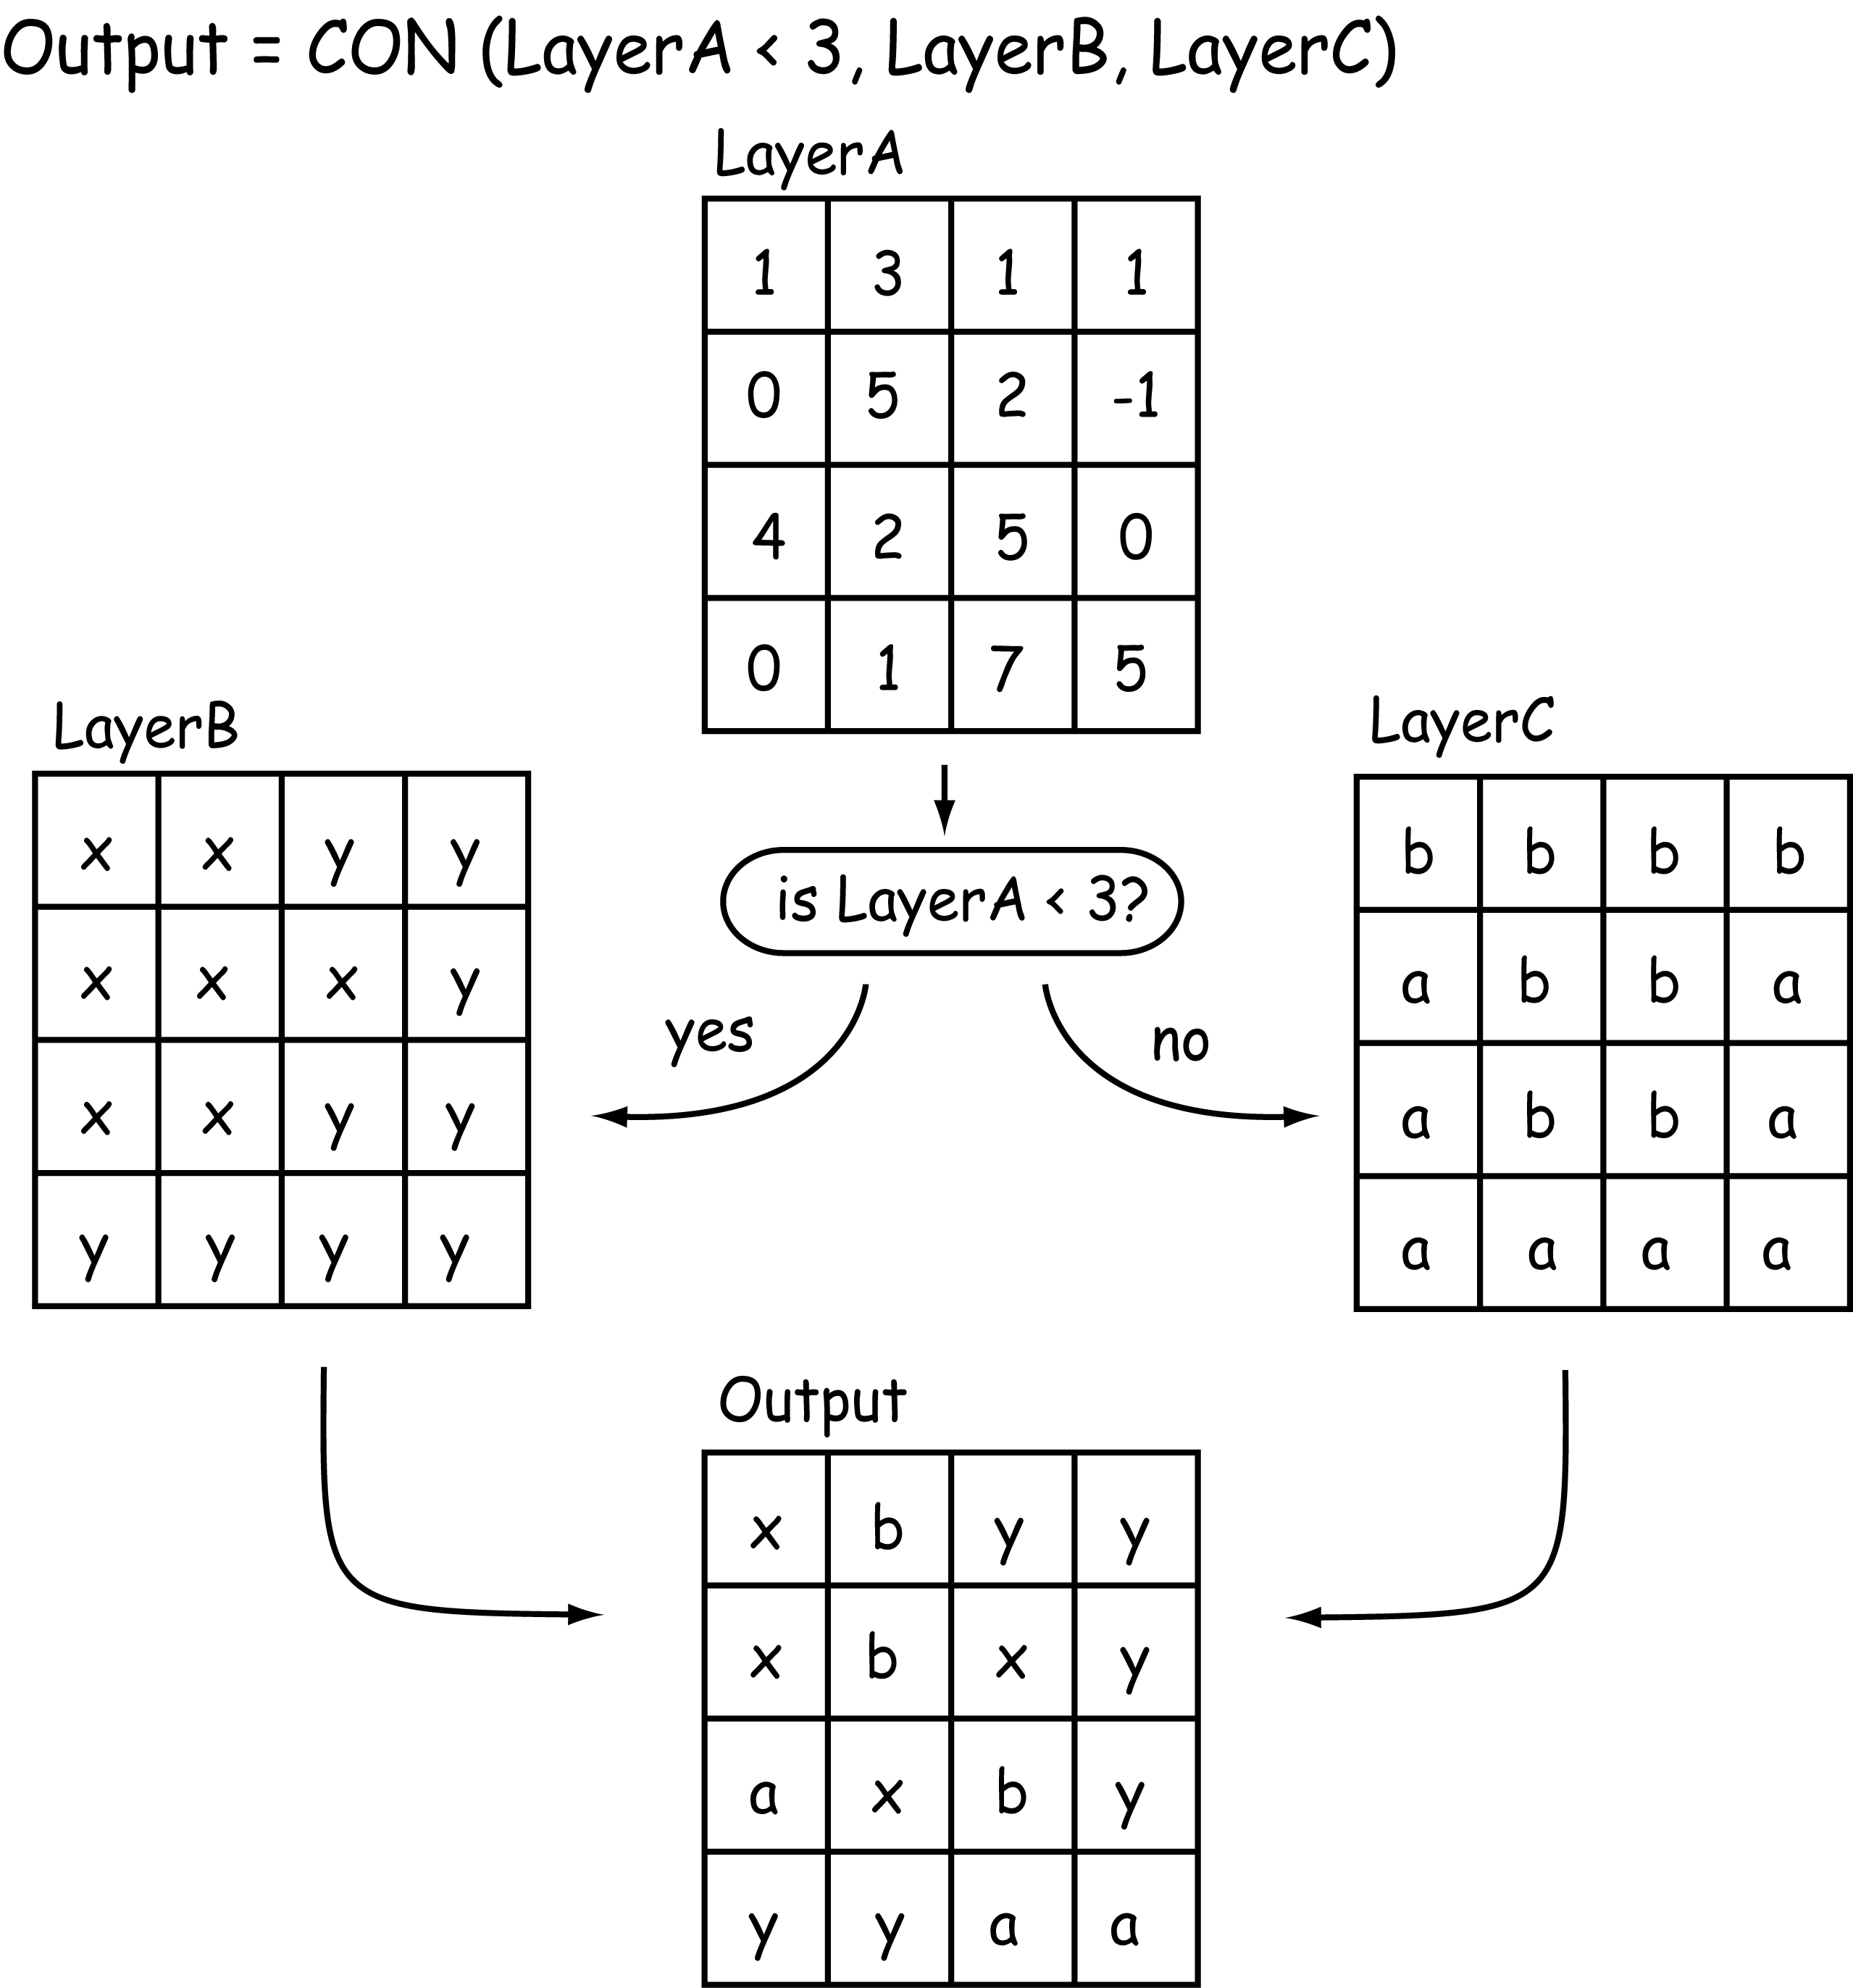 Output = CON (LayerA < 3, LayerB, LayerC)
LayerA
1 3 1 1
0 5 2 -1
4 2 5 0
0 1 7 5
LayerB
x x y y
x x x y
x x y y
y y y y
is LayerA < 3?
yes
no
LayerC
b b b b
a b b a
a b b a
a a a a
Output
x b y y
x b x y
a x b y
y y a a